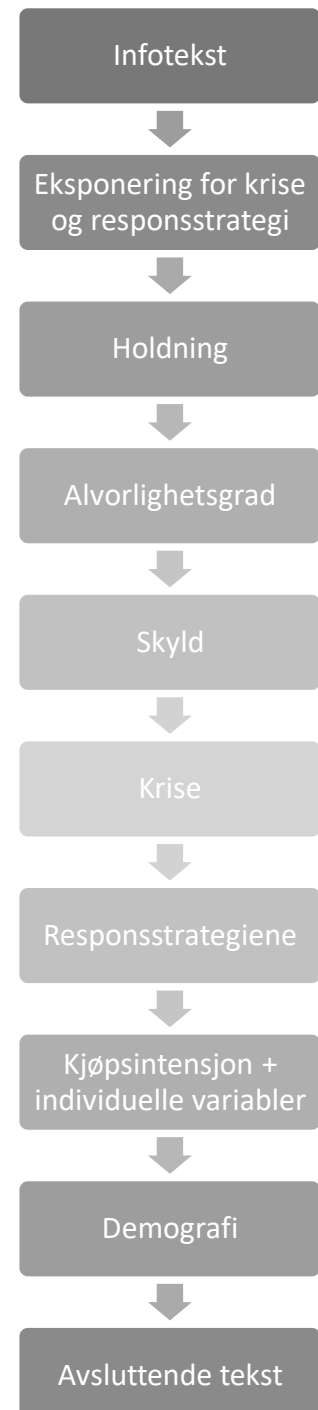 Infotekst
Eksponering for krise
og responsstrategi
Holdning
Alvorlighetsgrad
Skyld
Krise
Responsstrategiene
Kjøpsintensjon +
individuelle variabler
Demografi
Avsluttende tekst